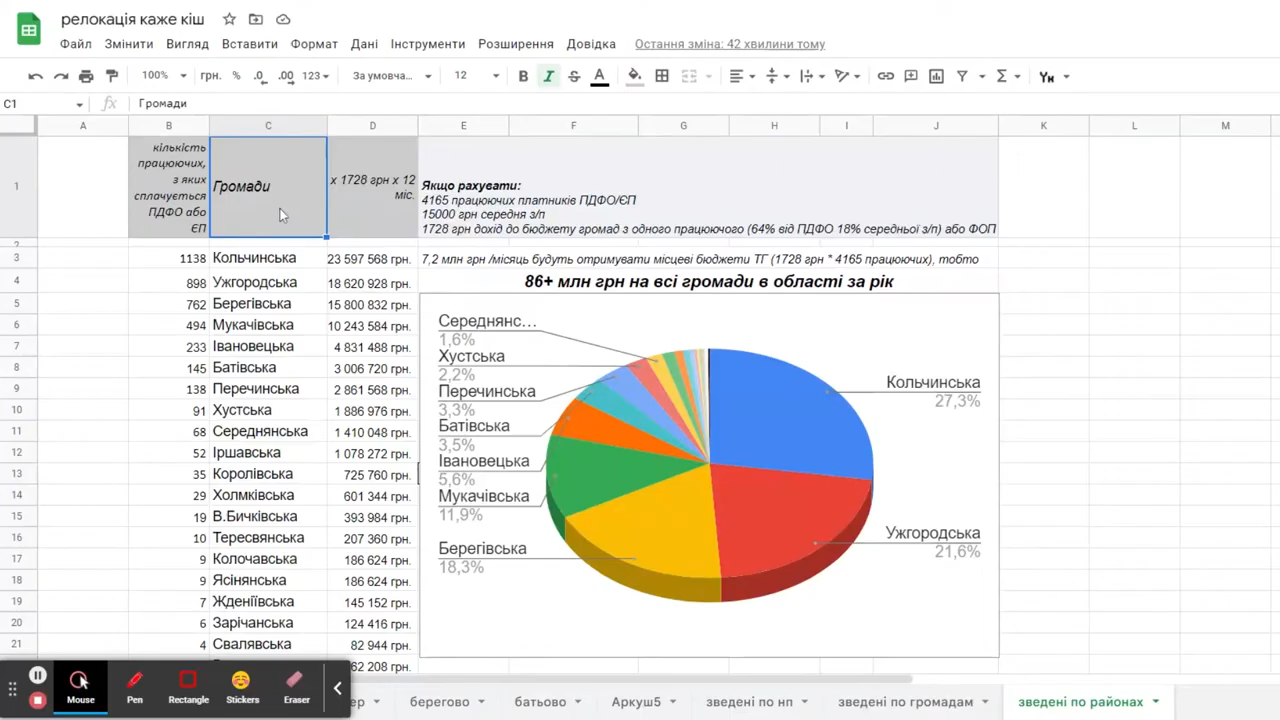 релокація каже кіш
Файл Змінити Вигляд Вставити Формат Дані Інструменти Розширення Довідка Остання зміна: 42 хвилини тому
100% грн. % .0 .00 123 За умовча... 12 B I S A Σ
C1 fx Громади
A B C D E F G H I J K L M
1 кількість працюючих, з яких сплачується ПДФО або ЄП
Громади
х 1728 грн х 12 міс.
Якщо рахувати:
4165 працюючих платників ПДФО/ЄП
15000 грн середня з/п
1728 грн дохід до бюджету громад з одного працюючого (64% від ПДФО 18% середньої з/п) або ФОП
3 1138 Кольчинська 23 597 568 грн. 7,2 млн грн /місяць будуть отримувати місцеві бюджети ТГ (1728 грн * 4165 працюючих), тобто
4 898 Ужгородська 18 620 928 грн. 86+ млн грн на всі громади в області за рік
5 762 Берегівська 15 800 832 грн.
6 494 Мукачівська 10 243 584 грн.
7 233 Івановецька 4 831 488 грн.
8 145 Батівська 3 006 720 грн.
9 138 Перечинська 2 861 568 грн.
10 91 Хустська 1 886 976 грн.
11 68 Середнянська 1 410 048 грн.
12 52 Іршавська 1 078 272 грн.
13 35 Королівська 725 760 грн.
14 29 Холмківська 601 344 грн.
15 19 В.Бичківська 393 984 грн.
16 10 Тересвянська 207 360 грн.
17 9 Колочавська 186 624 грн.
18 9 Ясінянська 186 624 грн.
19 7 Жденіївська 145 152 грн.
20 6 Зарічанська 124 416 грн.
21 4 Свалявська 82 944 грн.
62 208 грн.
Середнянс...
1,6%
Хустська
2,2%
Перечинська
3,3%
Батівська
3,5%
Івановецька
5,6%
Мукачівська
11,9%
Берегівська
18,3%
Кольчинська
27,3%
Ужгородська
21,6%
Mouse Pen Rectangle Stickers Eraser
ер берегово батьово Аркуш5 зведені по нп зведені по громадам зведені по районах